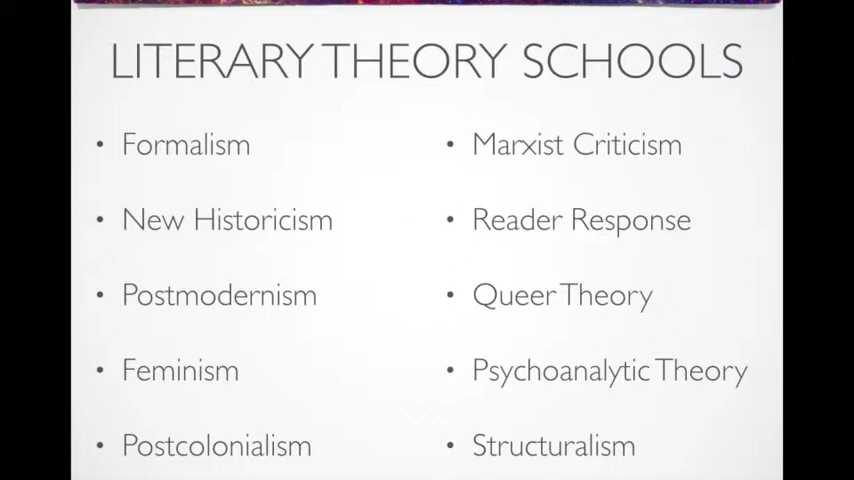 LITERARY THEORY SCHOOLS
• Formalism
• New Historicism
• Postmodernism
• Feminism
• Postcolonialism
• Marxist Criticism
• Reader Response
• Queer Theory
• Psychoanalytic Theory
• Structuralism